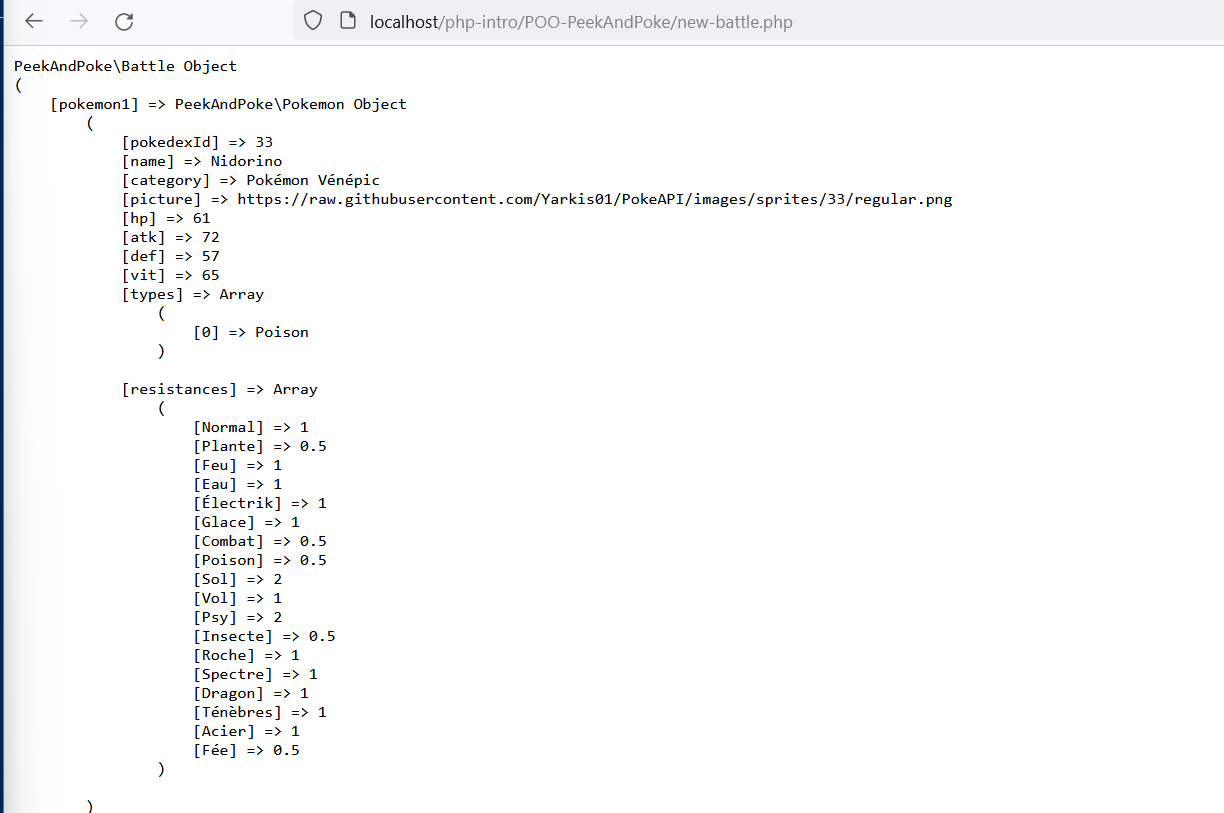 localhost/php-intro/POO-PeekAndPoke/new-battle.php
PeekAndPoke\Battle Object
(
    [pokemon1] => PeekAndPoke\Pokemon Object
        (
            [pokedexId] => 33
            [name] => Nidorino
            [category] => Pokémon Vénépic
            [picture] => https://raw.githubusercontent.com/Yarkis01/PokeAPI/images/sprites/33/regular.png
            [hp] => 61
            [atk] => 72
            [def] => 57
            [vit] => 65
            [types] => Array
                (
                    [0] => Poison
                )
            [resistances] => Array
                (
                    [Normal] => 1
                    [Plante] => 0.5
                    [Feu] => 1
                    [Eau] => 1
                    [Électrik] => 1
                    [Glace] => 1
                    [Combat] => 0.5
                    [Poison] => 0.5
                    [Sol] => 2
                    [Vol] => 1
                    [Psy] => 2
                    [Insecte] => 0.5
                    [Roche] => 1
                    [Spectre] => 1
                    [Dragon] => 1
                    [Ténèbres] => 1
                    [Acier] => 1
                    [Fée] => 0.5
                )
        )